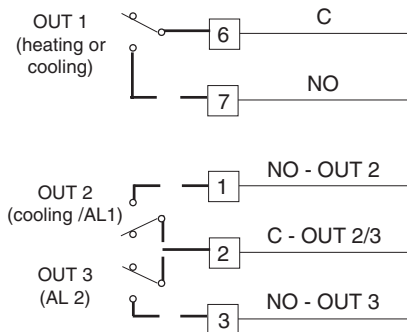 OUT 1
(heating or
cooling)
6
C
7
NO
OUT 2
(cooling /AL1)
OUT 3
(AL 2)
1
NO - OUT 2
2
C - OUT 2/3
3
NO - OUT 3